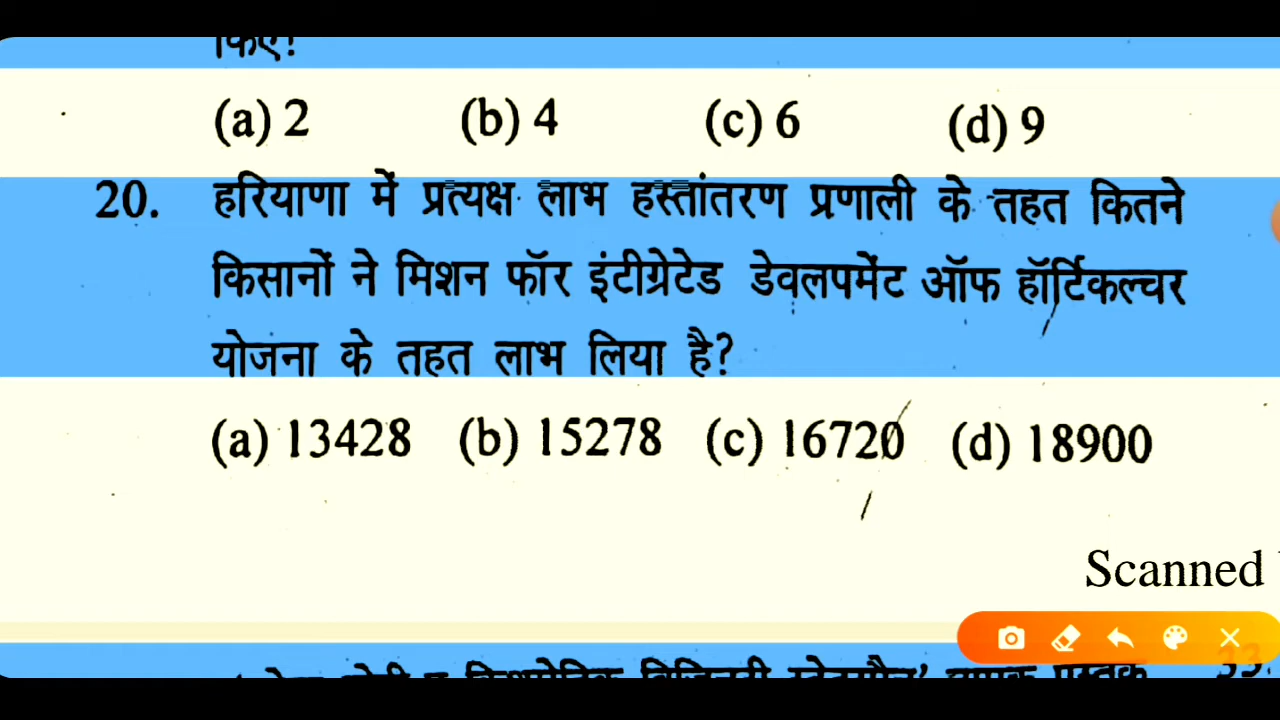 किए?
(a) 2 (b) 4 (c) 6 (d) 9
20. हरियाणा में प्रत्यक्ष लाभ हस्तांतरण प्रणाली के तहत कितने
किसानों ने मिशन फॉर इंटीग्रेटेड डेवलपमेंट ऑफ हॉर्टिकल्चर
योजना के तहत लाभ लिया है?
(a) 13428 (b) 15278 (c) 16720 (d) 18900
Scanned